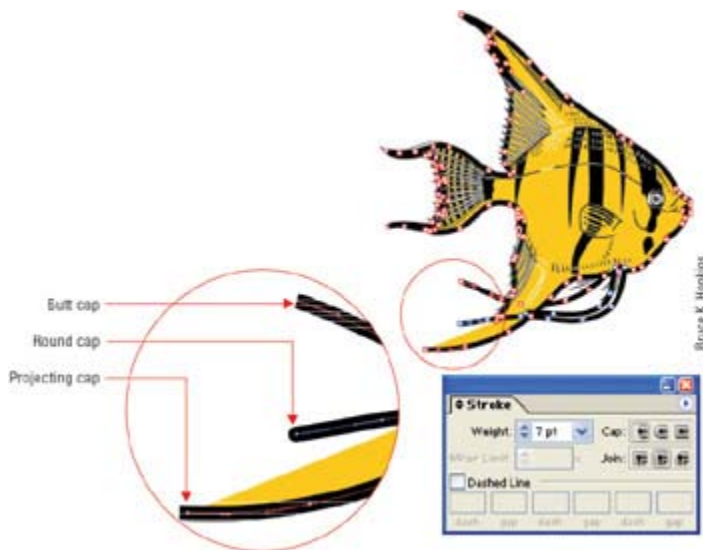 Butt cap
Round cap
Projecting cap
Bruce K. Hopkins
Stroke
Weight: 7 pt Cap:
Miter Limit: x Join:
Dashed Line
dash gap dash gap dash gap